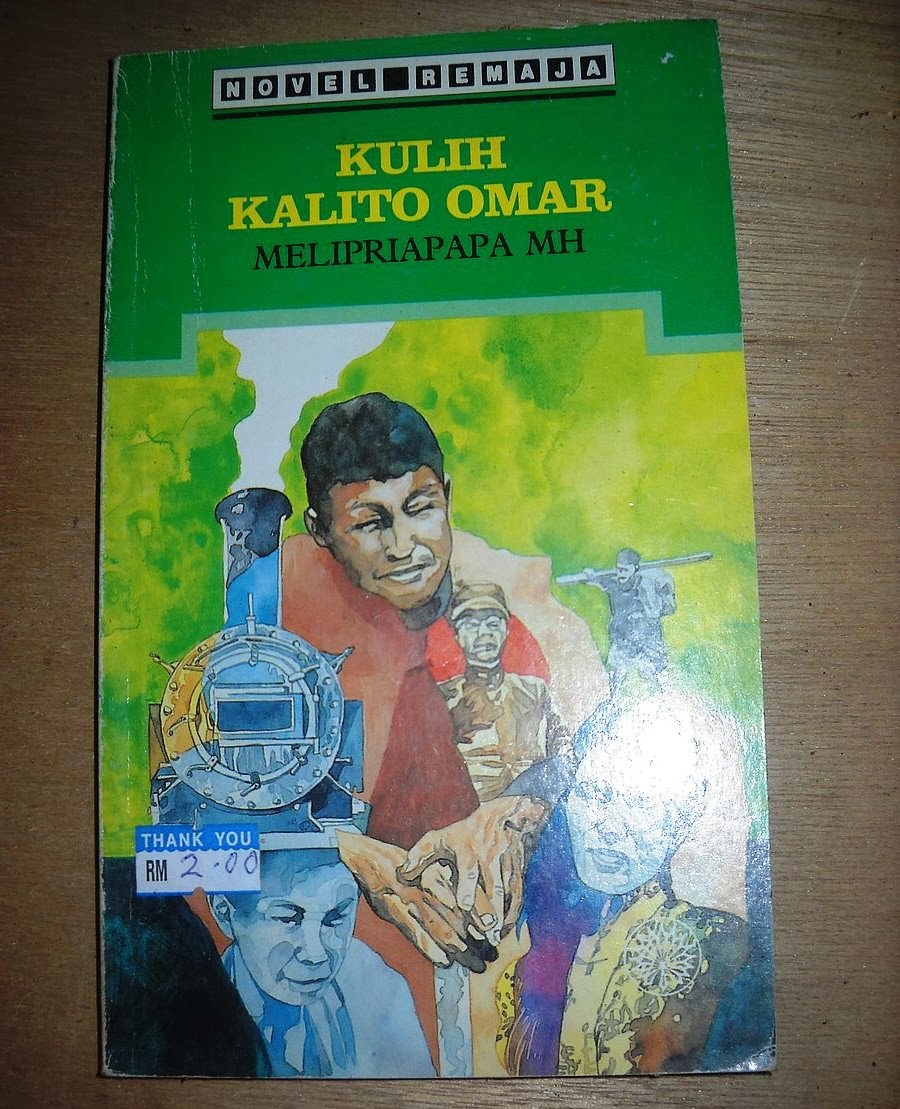 NOVEL REMAJA
KULIH
KALITO OMAR
MELIPRIAPAPA MH
THANK YOU
RM 2.00